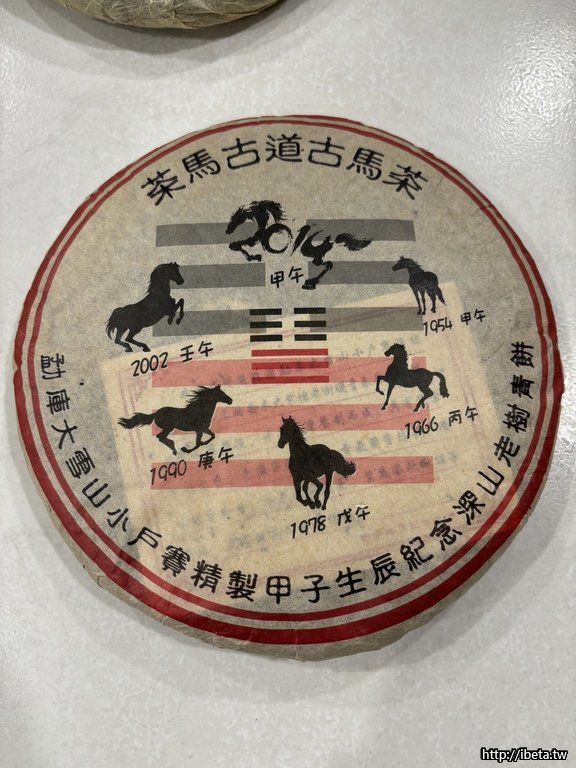 茶馬古道古馬茶
2014
甲午
1954 甲午
2002 壬午
1966 丙午
1990 庚午
1978 戊午
勐庫大雪山小戶賽精製甲子生辰紀念深山老樹青餅
http://ibeta.tw